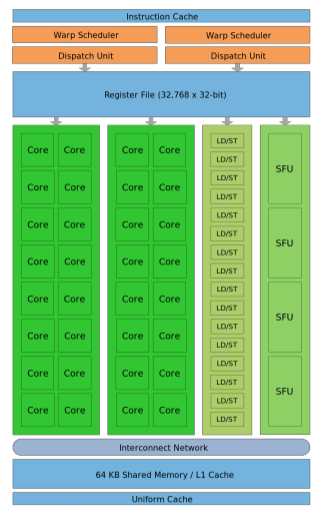 Instruction Cache
Warp Scheduler Warp Scheduler
Dispatch Unit Dispatch Unit
Register File (32,768 x 32-bit)
Core Core Core Core LD/ST SFU
LD/ST
Core Core Core Core LD/ST
LD/ST
Core Core Core Core LD/ST SFU
LD/ST
Core Core Core Core LD/ST
LD/ST
Core Core Core Core LD/ST SFU
LD/ST
Core Core Core Core LD/ST
LD/ST
Core Core Core Core LD/ST SFU
LD/ST
Core Core Core Core LD/ST
LD/ST
Interconnect Network
64 KB Shared Memory / L1 Cache
Uniform Cache